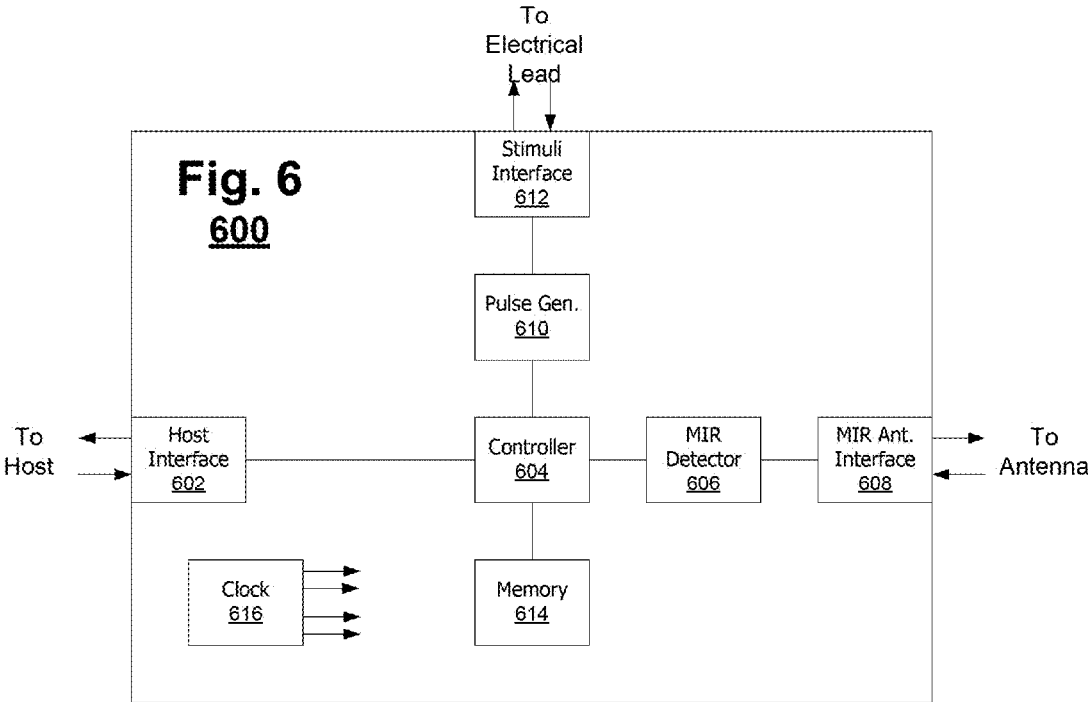 To
Electrical
Lead
Fig. 6
600
Stimuli
Interface
612
Pulse Gen.
610
To
Host
Host
Interface
602
Controller
604
MIR
Detector
606
MIR Ant.
Interface
608
To
Antenna
Clock
616
Memory
614